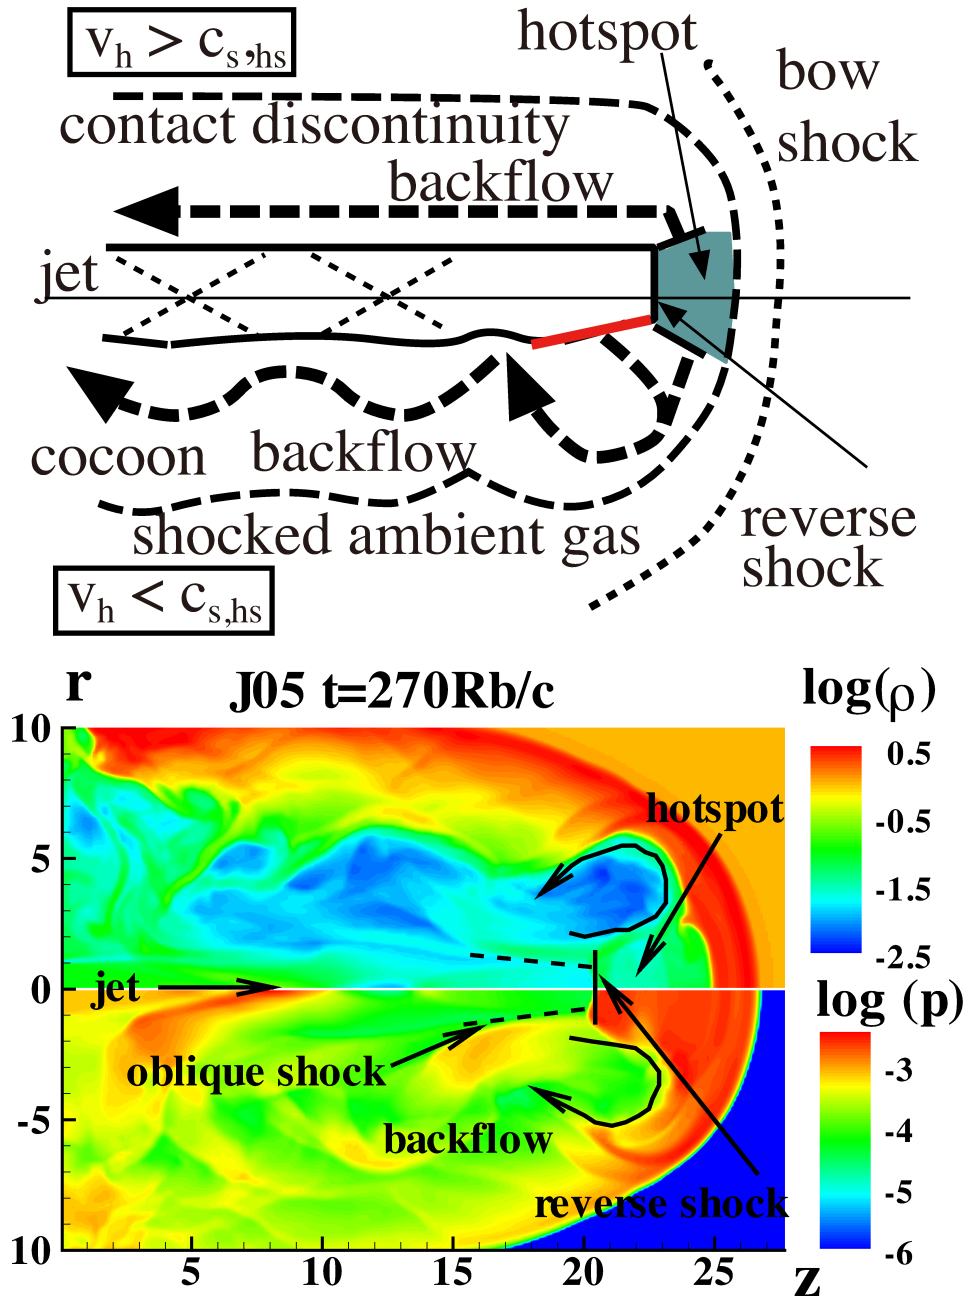 v_h > c_s,hs
hotspot
bow
shock
contact discontinuity
backflow
jet
cocoon
backflow
shocked ambient gas
reverse
shock
v_h < c_s,hs
r
J05 t=270Rb/c
log(ρ)
10
5
0
-5
10
0.5
-0.5
-1.5
-2.5
hotspot
jet
log (p)
oblique shock
-3
-4
backflow
-5
reverse shock
-6
5
10
15
20
25
z